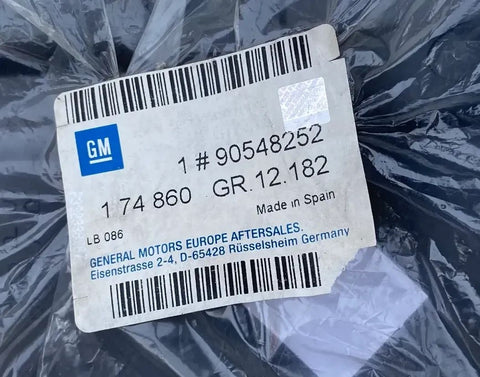 GM
1 # 90548252
1 74 860 GR.12.182
LB 086 Made in Spain
GENERAL MOTORS EUROPE AFTERSALES.
Eisenstrasse 2-4, D-65428 Rüsselsheim Germany